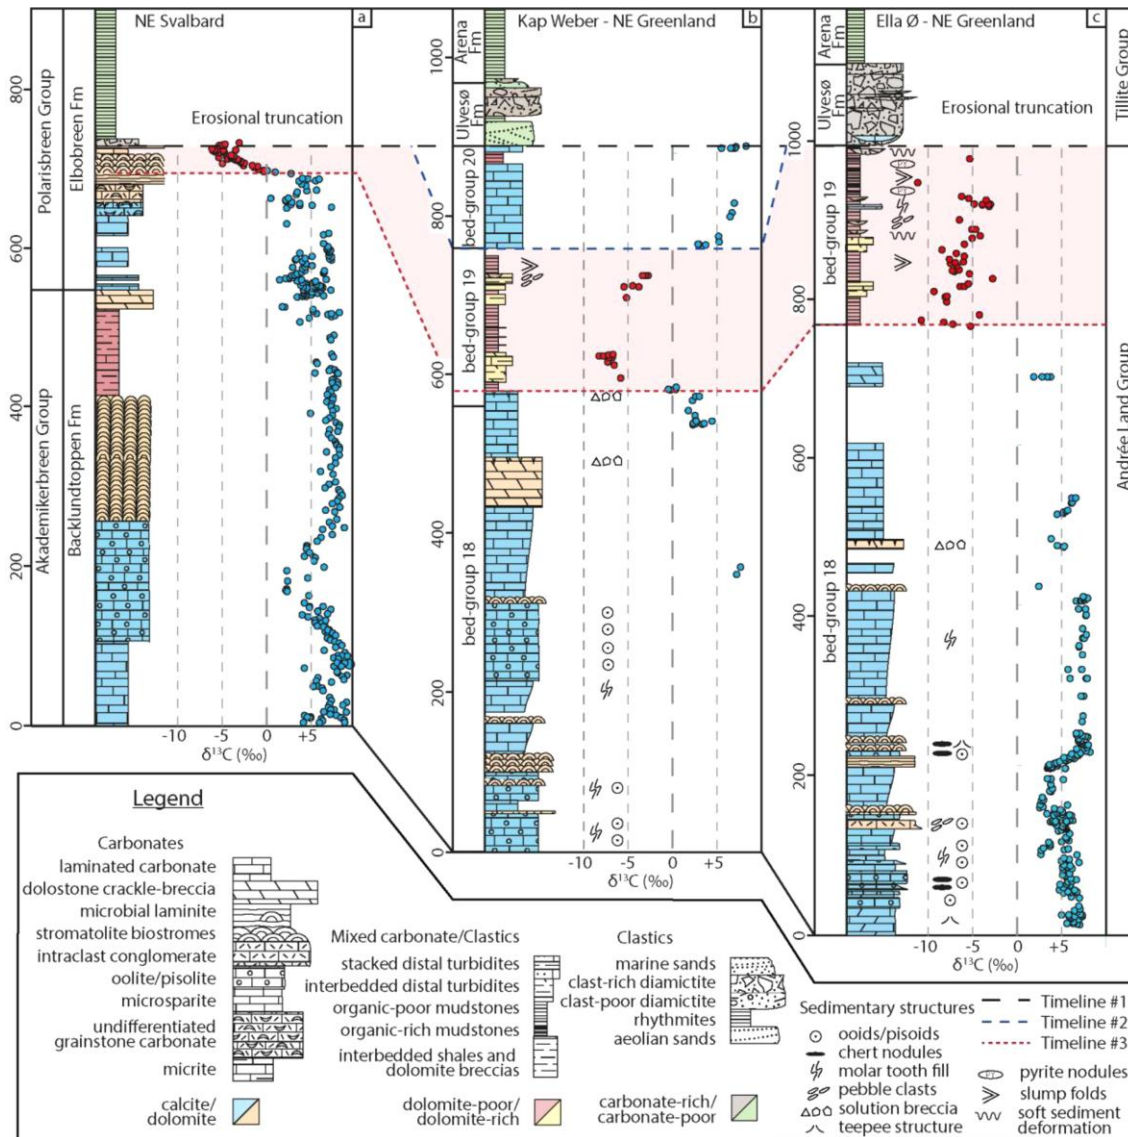 NE Svalbard
a
Kap Weber - NE Greenland
b
Ella Ø - NE Greenland
c
Polarisbreen Group
Elbobreen Fm
Akademikerbreen Group
Backlundtoppen Fm
800
600
400
200
0
Erosional truncation
-10
-5
0
+5
δ¹³C (‰)
Arena
Fm
Ulvesø
Fm
bed-group 20
bed-group 19
bed-group 18
1000
800
600
400
200
0
-10
-5
0
+5
δ¹³C (‰)
Arena
Fm
Ulvesø
Fm
bed-group 19
bed-group 18
1000
800
600
400
200
0
Erosional truncation
-10
-5
0
+5
δ¹³C (‰)
Tillite Group
Andrée Land Group
Legend
Carbonates
laminated carbonate
dolostone crackle-breccia
microbial laminite
stromatolite biostromes
intraclast conglomerate
oolite/pisolite
microsparite
undifferentiated
grainstone carbonate
micrite
calcite/
dolomite
Mixed carbonate/Clastics
stacked distal turbidites
interbedded distal turbidites
organic-poor mudstones
organic-rich mudstones
interbedded shales and
dolomite breccias
dolomite-poor/
dolomite-rich
Clastics
marine sands
clast-rich diamictite
clast-poor diamictite
rhythmites
aeolian sands
carbonate-rich/
carbonate-poor
Sedimentary structures
ooids/pisoids
chert nodules
molar tooth fill
pebble clasts
solution breccia
teepee structure
Timeline #1
Timeline #2
Timeline #3
pyrite nodules
slump folds
soft sediment
deformation